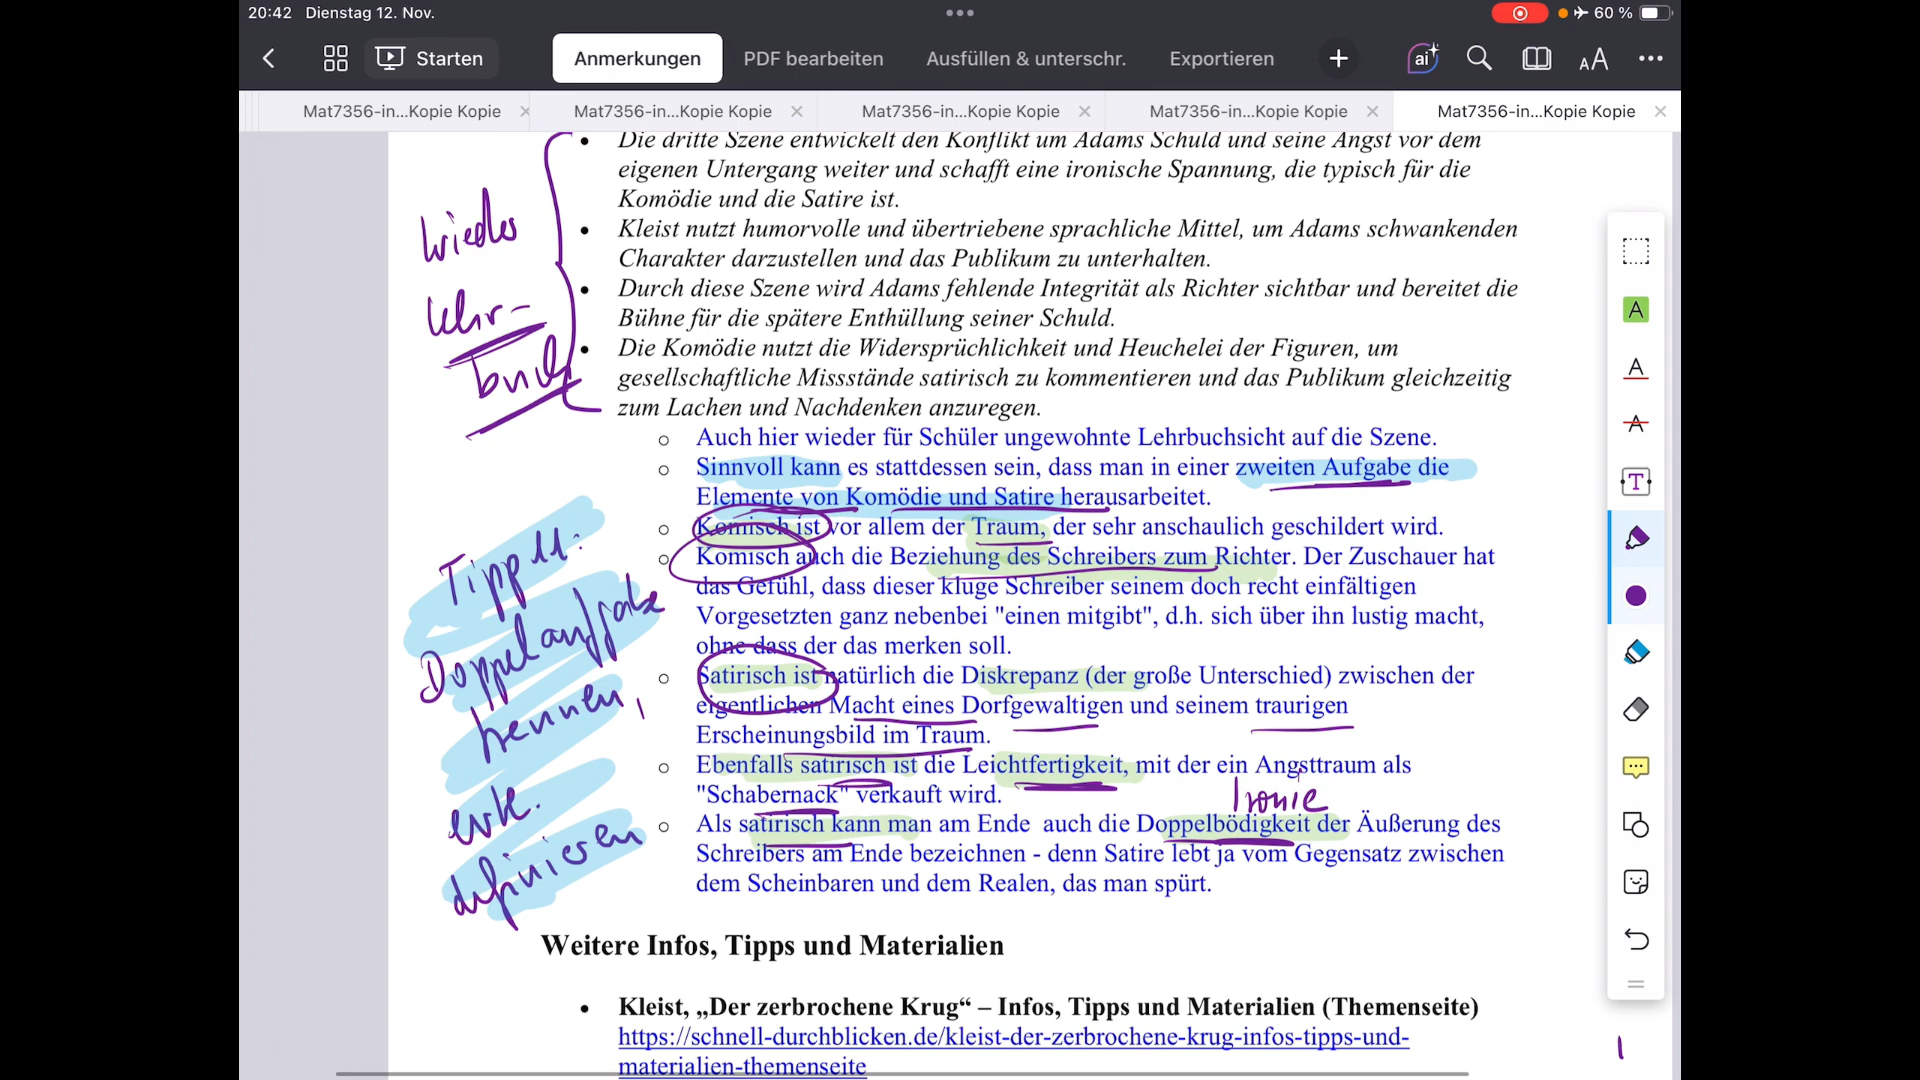 20:42 Dienstag 12. Nov.
60 %
Starten
Anmerkungen
PDF bearbeiten
Ausfüllen & unterschr.
Exportieren
ai
AA
Mat7356-in...Kopie Kopie
Mat7356-in...Kopie Kopie
Mat7356-in...Kopie Kopie
Mat7356-in...Kopie Kopie
Mat7356-in...Kopie Kopie
• Die dritte Szene entwickelt den Konflikt um Adams Schuld und seine Angst vor dem
eigenen Untergang weiter und schafft eine ironische Spannung, die typisch für die
Komödie und die Satire ist.
• Kleist nutzt humorvolle und übertriebene sprachliche Mittel, um Adams schwankenden
Charakter darzustellen und das Publikum zu unterhalten.
• Durch diese Szene wird Adams fehlende Integrität als Richter sichtbar und bereitet die
Bühne für die spätere Enthüllung seiner Schuld.
• Die Komödie nutzt die Widersprüchlichkeit und Heuchelei der Figuren, um
gesellschaftliche Missstände satirisch zu kommentieren und das Publikum gleichzeitig
zum Lachen und Nachdenken anzuregen.
wieder
Lehr-
buch
o Auch hier wieder für Schüler ungewohnte Lehrbuchsicht auf die Szene.
o Sinnvoll kann es stattdessen sein, dass man in einer zweiten Aufgabe die
Elemente von Komödie und Satire herausarbeitet.
o Komisch ist vor allem der Traum, der sehr anschaulich geschildert wird.
o Komisch auch die Beziehung des Schreibers zum Richter. Der Zuschauer hat
das Gefühl, dass dieser kluge Schreiber seinem doch recht einfältigen
Vorgesetzten ganz nebenbei "einen mitgibt", d.h. sich über ihn lustig macht,
ohne dass der das merken soll.
o Satirisch ist natürlich die Diskrepanz (der große Unterschied) zwischen der
eigentlichen Macht eines Dorfgewaltigen und seinem traurigen
Erscheinungsbild im Traum.
o Ebenfalls satirisch ist die Leichtfertigkeit, mit der ein Angsttraum als
"Schabernack" verkauft wird.
Ironie
o Als satirisch kann man am Ende auch die Doppelbödigkeit der Äußerung des
Schreibers am Ende bezeichnen - denn Satire lebt ja vom Gegensatz zwischen
dem Scheinbaren und dem Realen, das man spürt.
Doppelaufgabe
trennen,
evtl.
definieren
Weitere Infos, Tipps und Materialien
• Kleist, „Der zerbrochene Krug“ – Infos, Tipps und Materialien (Themenseite)
https://schnell-durchblicken.de/kleist-der-zerbrochene-krug-infos-tipps-und-
materialien-themenseite